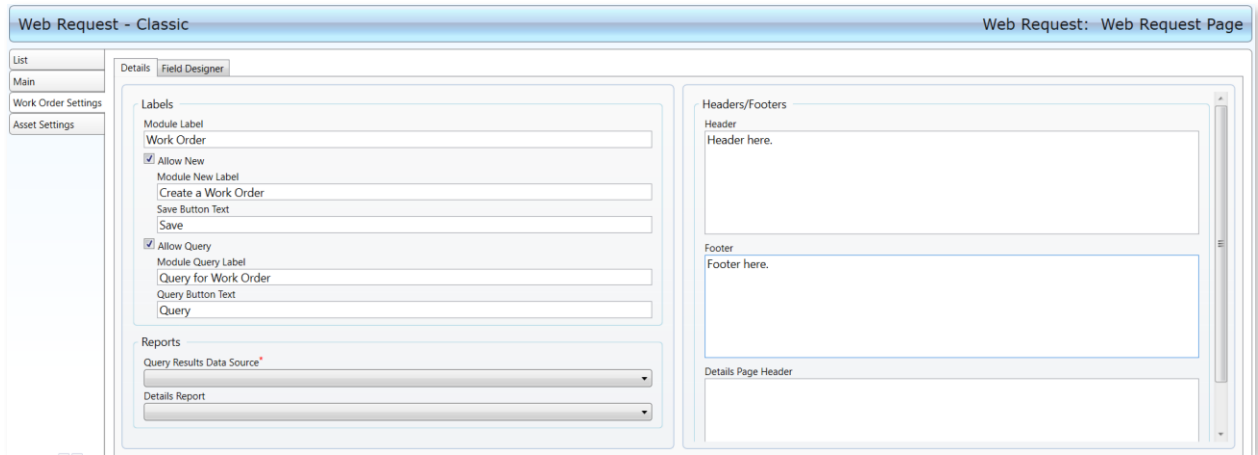 Web Request - Classic
Web Request: Web Request Page
List
Main
Work Order Settings
Asset Settings
Details
Field Designer
Labels
Module Label
Work Order
Allow New
Module New Label
Create a Work Order
Save Button Text
Save
Allow Query
Module Query Label
Query for Work Order
Query Button Text
Query
Reports
Query Results Data Source*
Details Report
Headers/Footers
Header
Header here.
Footer
Footer here.
Details Page Header